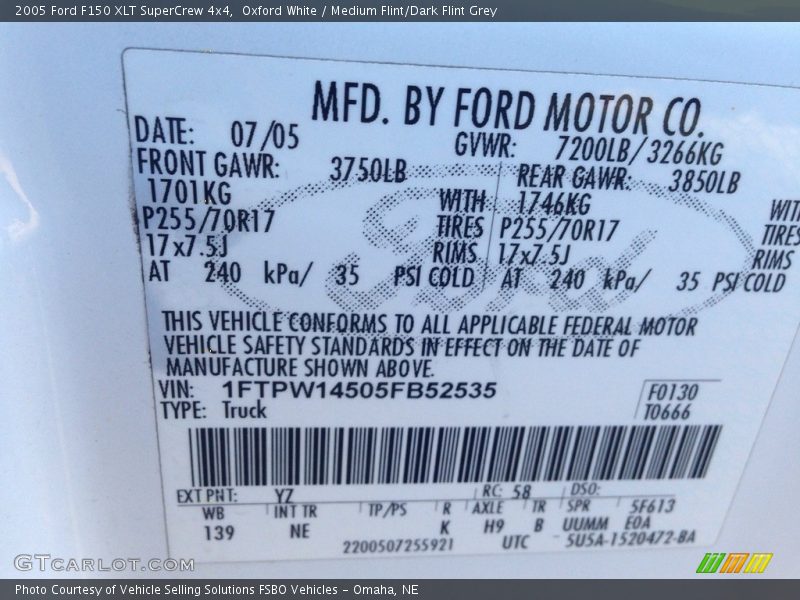 2005 Ford F150 XLT SuperCrew 4x4, Oxford White / Medium Flint/Dark Flint Grey
MFD. BY FORD MOTOR CO.
DATE: 07/05 GVWR: 7200LB/3266KG
FRONT GAWR: 3750LB REAR GAWR: 3850LB
1701KG WITH 1746KG WITH
P255/70R17 TIRES P255/70R17 TIRES
17x7.5J RIMS 17x7.5J RIMS
AT 240 kPa/ 35 PSI COLD AT 240 kPa/ 35 PSI COLD
Ford
THIS VEHICLE CONFORMS TO ALL APPLICABLE FEDERAL MOTOR
VEHICLE SAFETY STANDARDS IN EFFECT ON THE DATE OF
MANUFACTURE SHOWN ABOVE.
VIN: 1FTPW14505FB52535 F0130
TYPE: Truck T0666
EXT PNT: YZ RC: 58 DSO:
WB INT TR TP/PS R AXLE TR SPR 5F613
139 NE K H9 B UUMM E0A
2200507255921 UTC 5U5A-1520472-BA
GTCARLOT.COM
Photo Courtesy of Vehicle Selling Solutions FSBO Vehicles - Omaha, NE